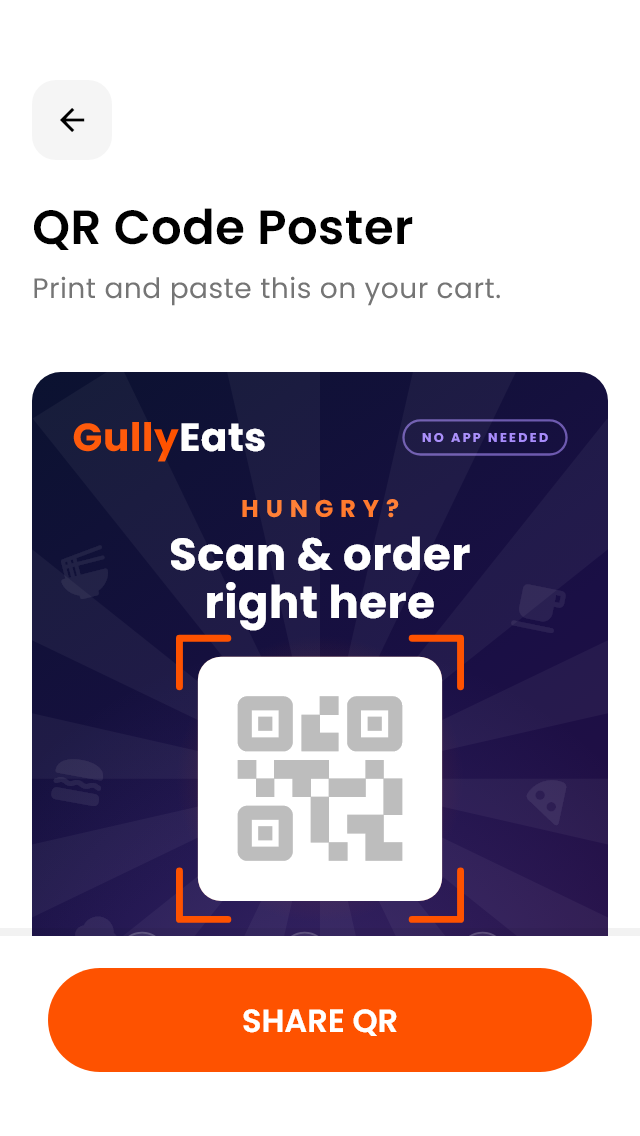 QR Code Poster
Print and paste this on your cart.
GullyEats
NO APP NEEDED
HUNGRY?
Scan & order
right here
SHARE QR